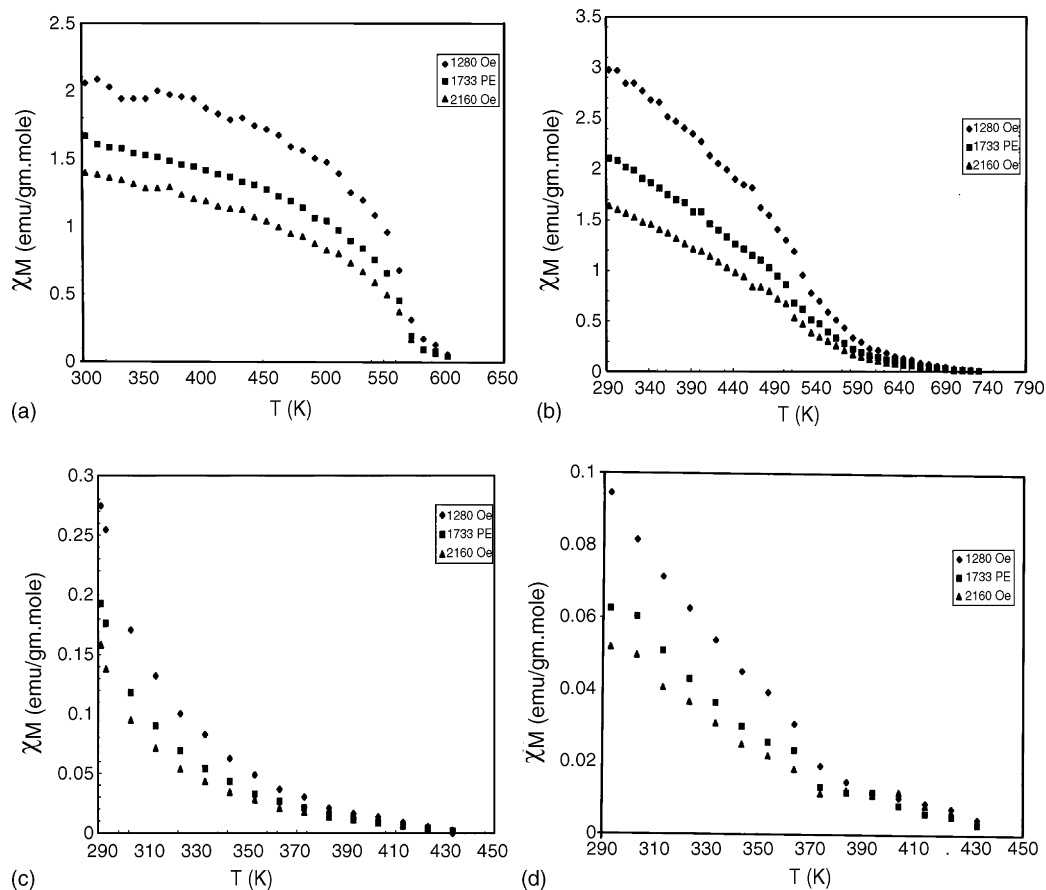 2.5
2
1.5
1
0.5
0
300 350 400 450 500 550 600 650
χM (emu/gm.mole)
T (K)
1280 Oe
1733 PE
2160 Oe
(a)
3.5
3
2.5
2
1.5
1
0.5
0
290 340 390 440 490 540 590 640 690 740 790
χM (emu/gm.mole)
T (K)
1280 Oe
1733 PE
2160 Oe
(b)
0.3
0.25
0.2
0.15
0.1
0.05
0
290 310 330 350 370 390 410 430 450
χM (emu/gm.mole)
T (K)
1280 Oe
1733 PE
2160 Oe
(c)
0.1
0.08
0.06
0.04
0.02
0
290 310 330 350 370 390 410 430 450
χM (emu/gm.mole)
T (K)
1280 Oe
1733 PE
2160 Oe
(d)